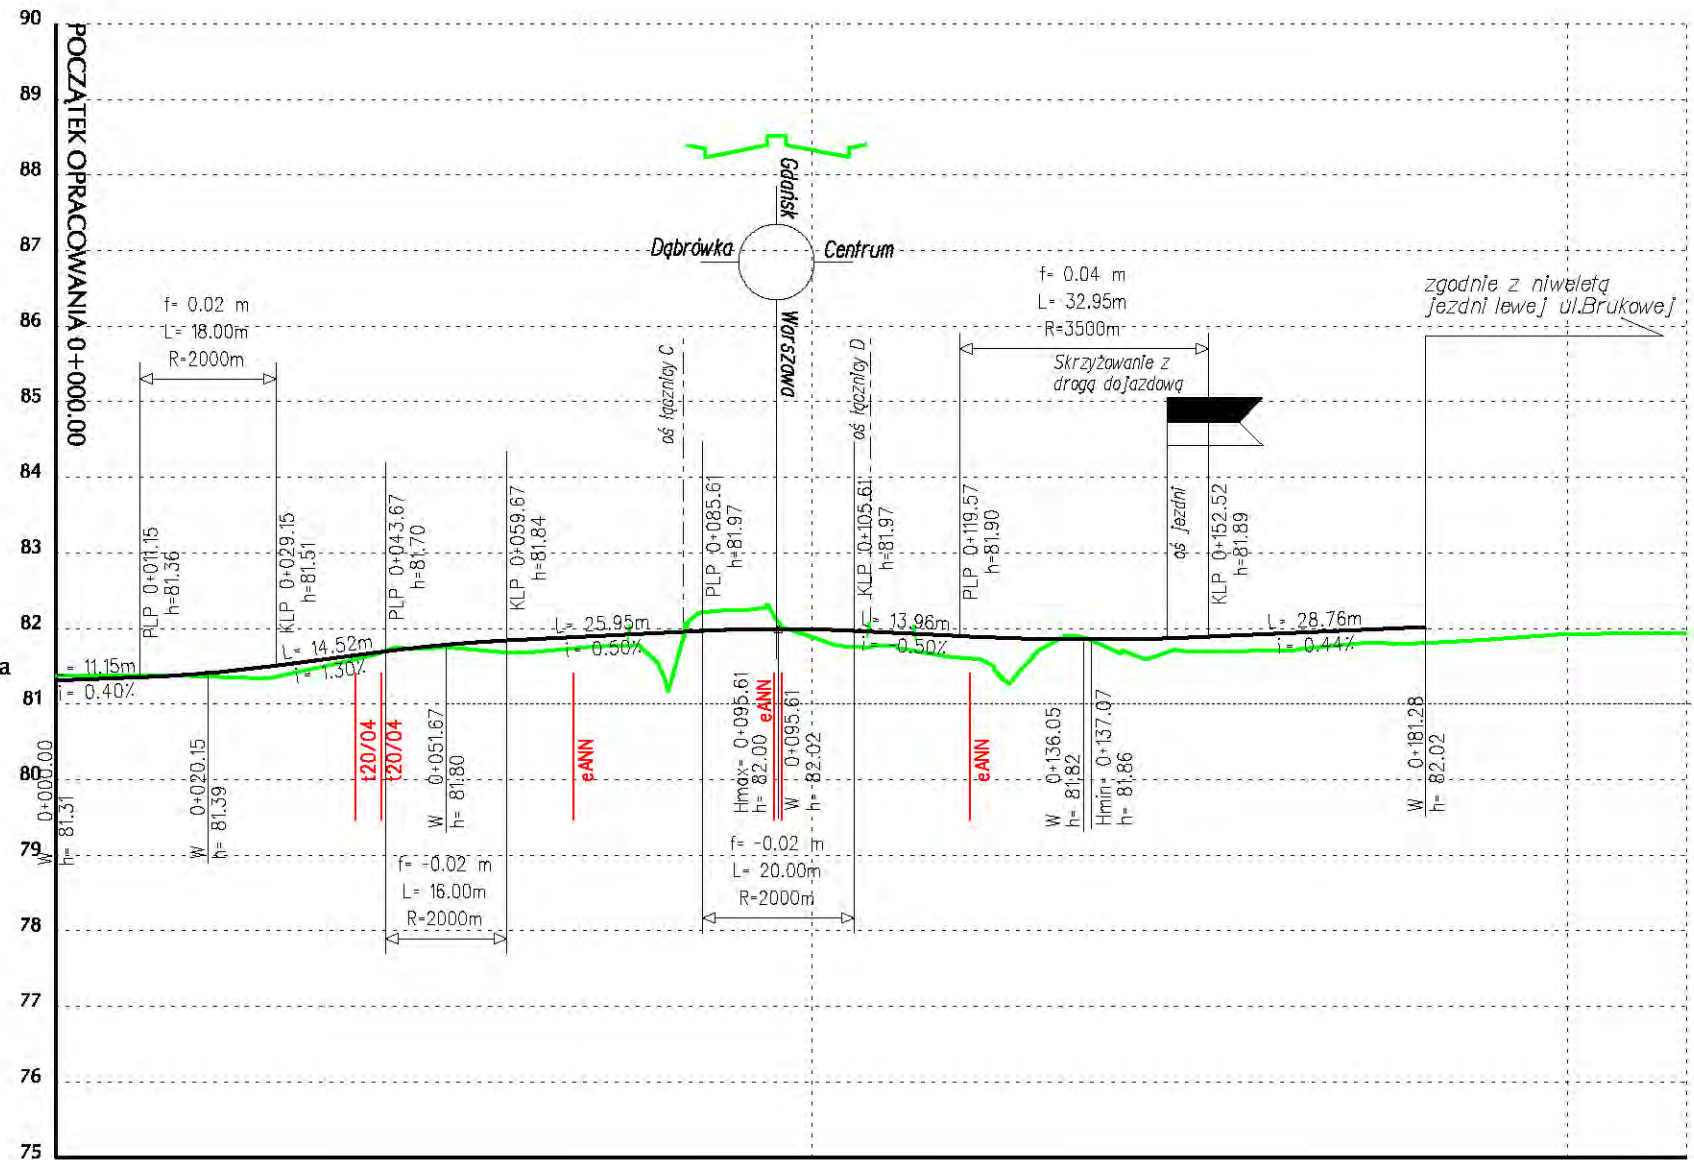 90
89
88
87
86
85
84
83
82
81
80
79
78
77
76
75
a
POCZĄTEK OPRACOWANIA 0+000.00
f= 0.02 m
L= 18.00m
R=2000m
PLP 0+011.15
h=81.36
KLP 0+029.15
h=81.51
PLP 0+043.67
h=81.70
KLP 0+059.67
h=81.84
oś łącznicy C
PLP 0+085.61
h=81.97
Gdańsk
Dąbrówka
Centrum
Warszawa
oś łącznicy D
KLP 0+105.61
h=81.97
f= 0.04 m
L= 32.95m
R=3500m
Skrzyżowanie z
drogą dojazdową
PLP 0+119.57
h=81.90
oś jezdni
KLP 0+152.52
h=81.89
zgodnie z niweletą
jezdni lewej ul.Brukowej
L= 11.15m
i= 0.40%
L= 14.52m
i= 1.30%
L= 25.95m
i= 0.50%
L= 13.96m
i= -0.50%
L= 28.76m
i= 0.44%
W 0+000.00
h= 81.31
W 0+020.15
h= 81.39
t20/04
t20/04
W 0+051.67
h= 81.80
eANN
Hmax= 0+095.61
h= 82.00
eANN
W 0+095.61
h= 82.02
eANN
W 0+136.05
h= 81.82
Hmin= 0+137.07
h= 81.86
W 0+181.28
h= 82.02
f= -0.02 m
L= 16.00m
R=2000m
f= -0.02 m
L= 20.00m
R=2000m